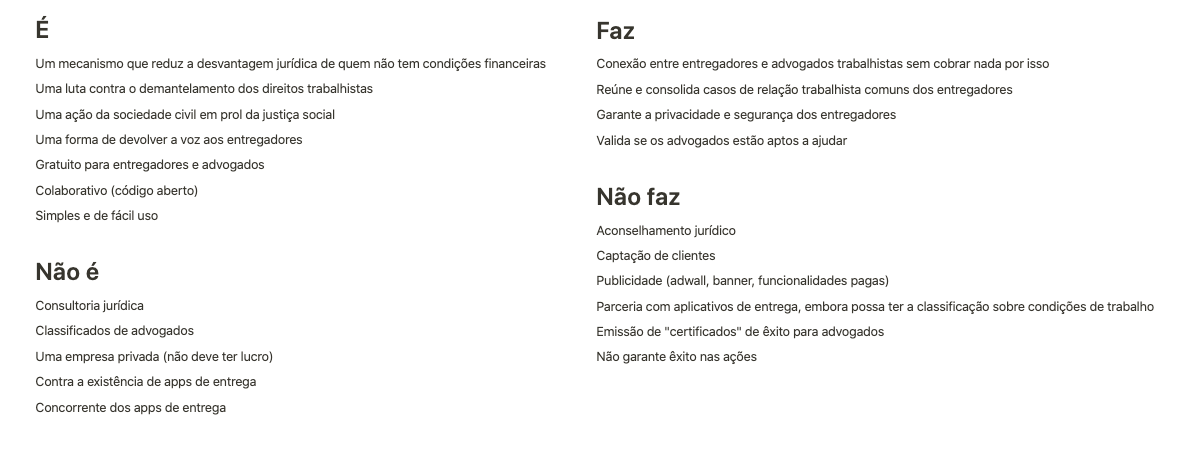 É
Um mecanismo que reduz a desvantagem jurídica de quem não tem condições financeiras
Uma luta contra o demantelamento dos direitos trabalhistas
Uma ação da sociedade civil em prol da justiça social
Uma forma de devolver a voz aos entregadores
Gratuito para entregadores e advogados
Colaborativo (código aberto)
Simples e de fácil uso
Não é
Consultoria jurídica
Classificados de advogados
Uma empresa privada (não deve ter lucro)
Contra a existência de apps de entrega
Concorrente dos apps de entrega
Faz
Conexão entre entregadores e advogados trabalhistas sem cobrar nada por isso
Reúne e consolida casos de relação trabalhista comuns dos entregadores
Garante a privacidade e segurança dos entregadores
Valida se os advogados estão aptos a ajudar
Não faz
Aconselhamento jurídico
Captação de clientes
Publicidade (adwall, banner, funcionalidades pagas)
Parceria com aplicativos de entrega, embora possa ter a classificação sobre condições de trabalho
Emissão de "certificados" de êxito para advogados
Não garante êxito nas ações